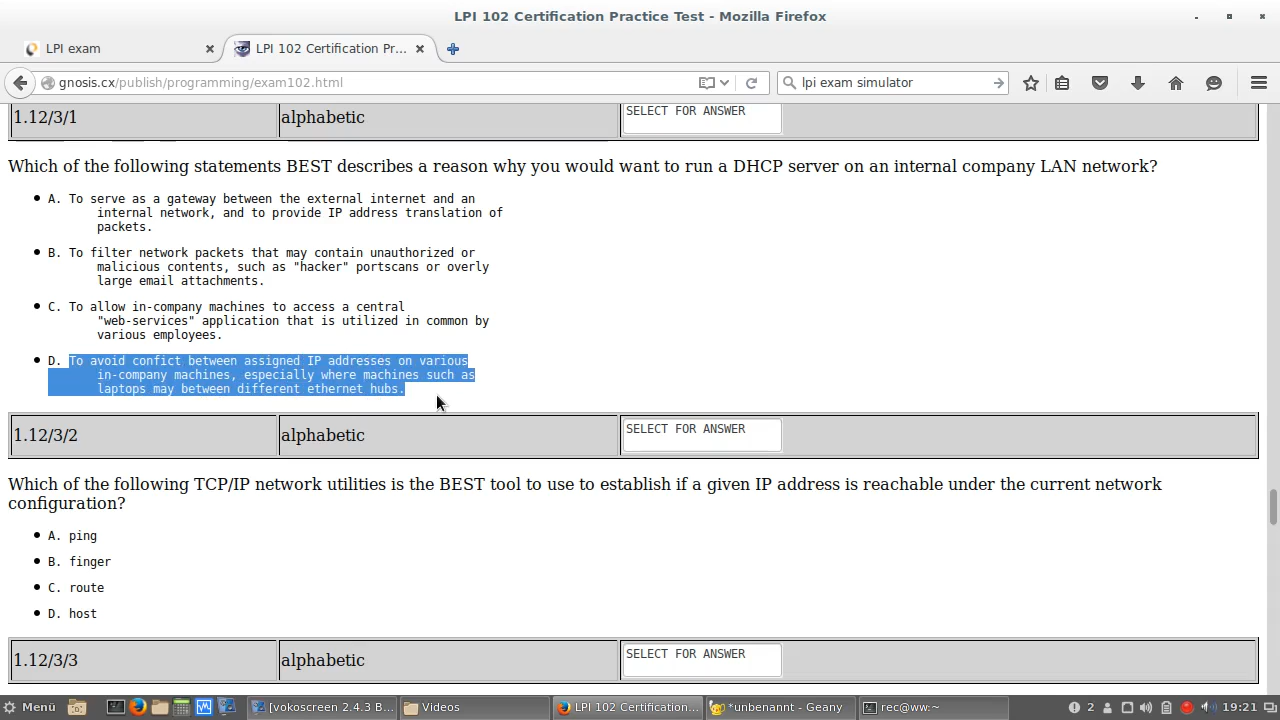 LPI 102 Certification Practice Test - Mozilla Firefox
LPI exam
LPI 102 Certification Pr...
gnosis.cx/publish/programming/exam102.html
lpi exam simulator
1.12/3/1
alphabetic
SELECT FOR ANSWER
Which of the following statements BEST describes a reason why you would want to run a DHCP server on an internal company LAN network?
A. To serve as a gateway between the external internet and an
internal network, and to provide IP address translation of
packets.
B. To filter network packets that may contain unauthorized or
malicious contents, such as "hacker" portscans or overly
large email attachments.
C. To allow in-company machines to access a central
"web-services" application that is utilized in common by
various employees.
D. To avoid confict between assigned IP addresses on various
in-company machines, especially where machines such as
laptops may between different ethernet hubs.
1.12/3/2
alphabetic
SELECT FOR ANSWER
Which of the following TCP/IP network utilities is the BEST tool to use to establish if a given IP address is reachable under the current network
configuration?
A. ping
B. finger
C. route
D. host
1.12/3/3
alphabetic
SELECT FOR ANSWER
Menü
[vokoscreen 2.4.3 B...
Videos
LPI 102 Certification...
*unbenannt - Geany
rec@ww:~
2
19:21